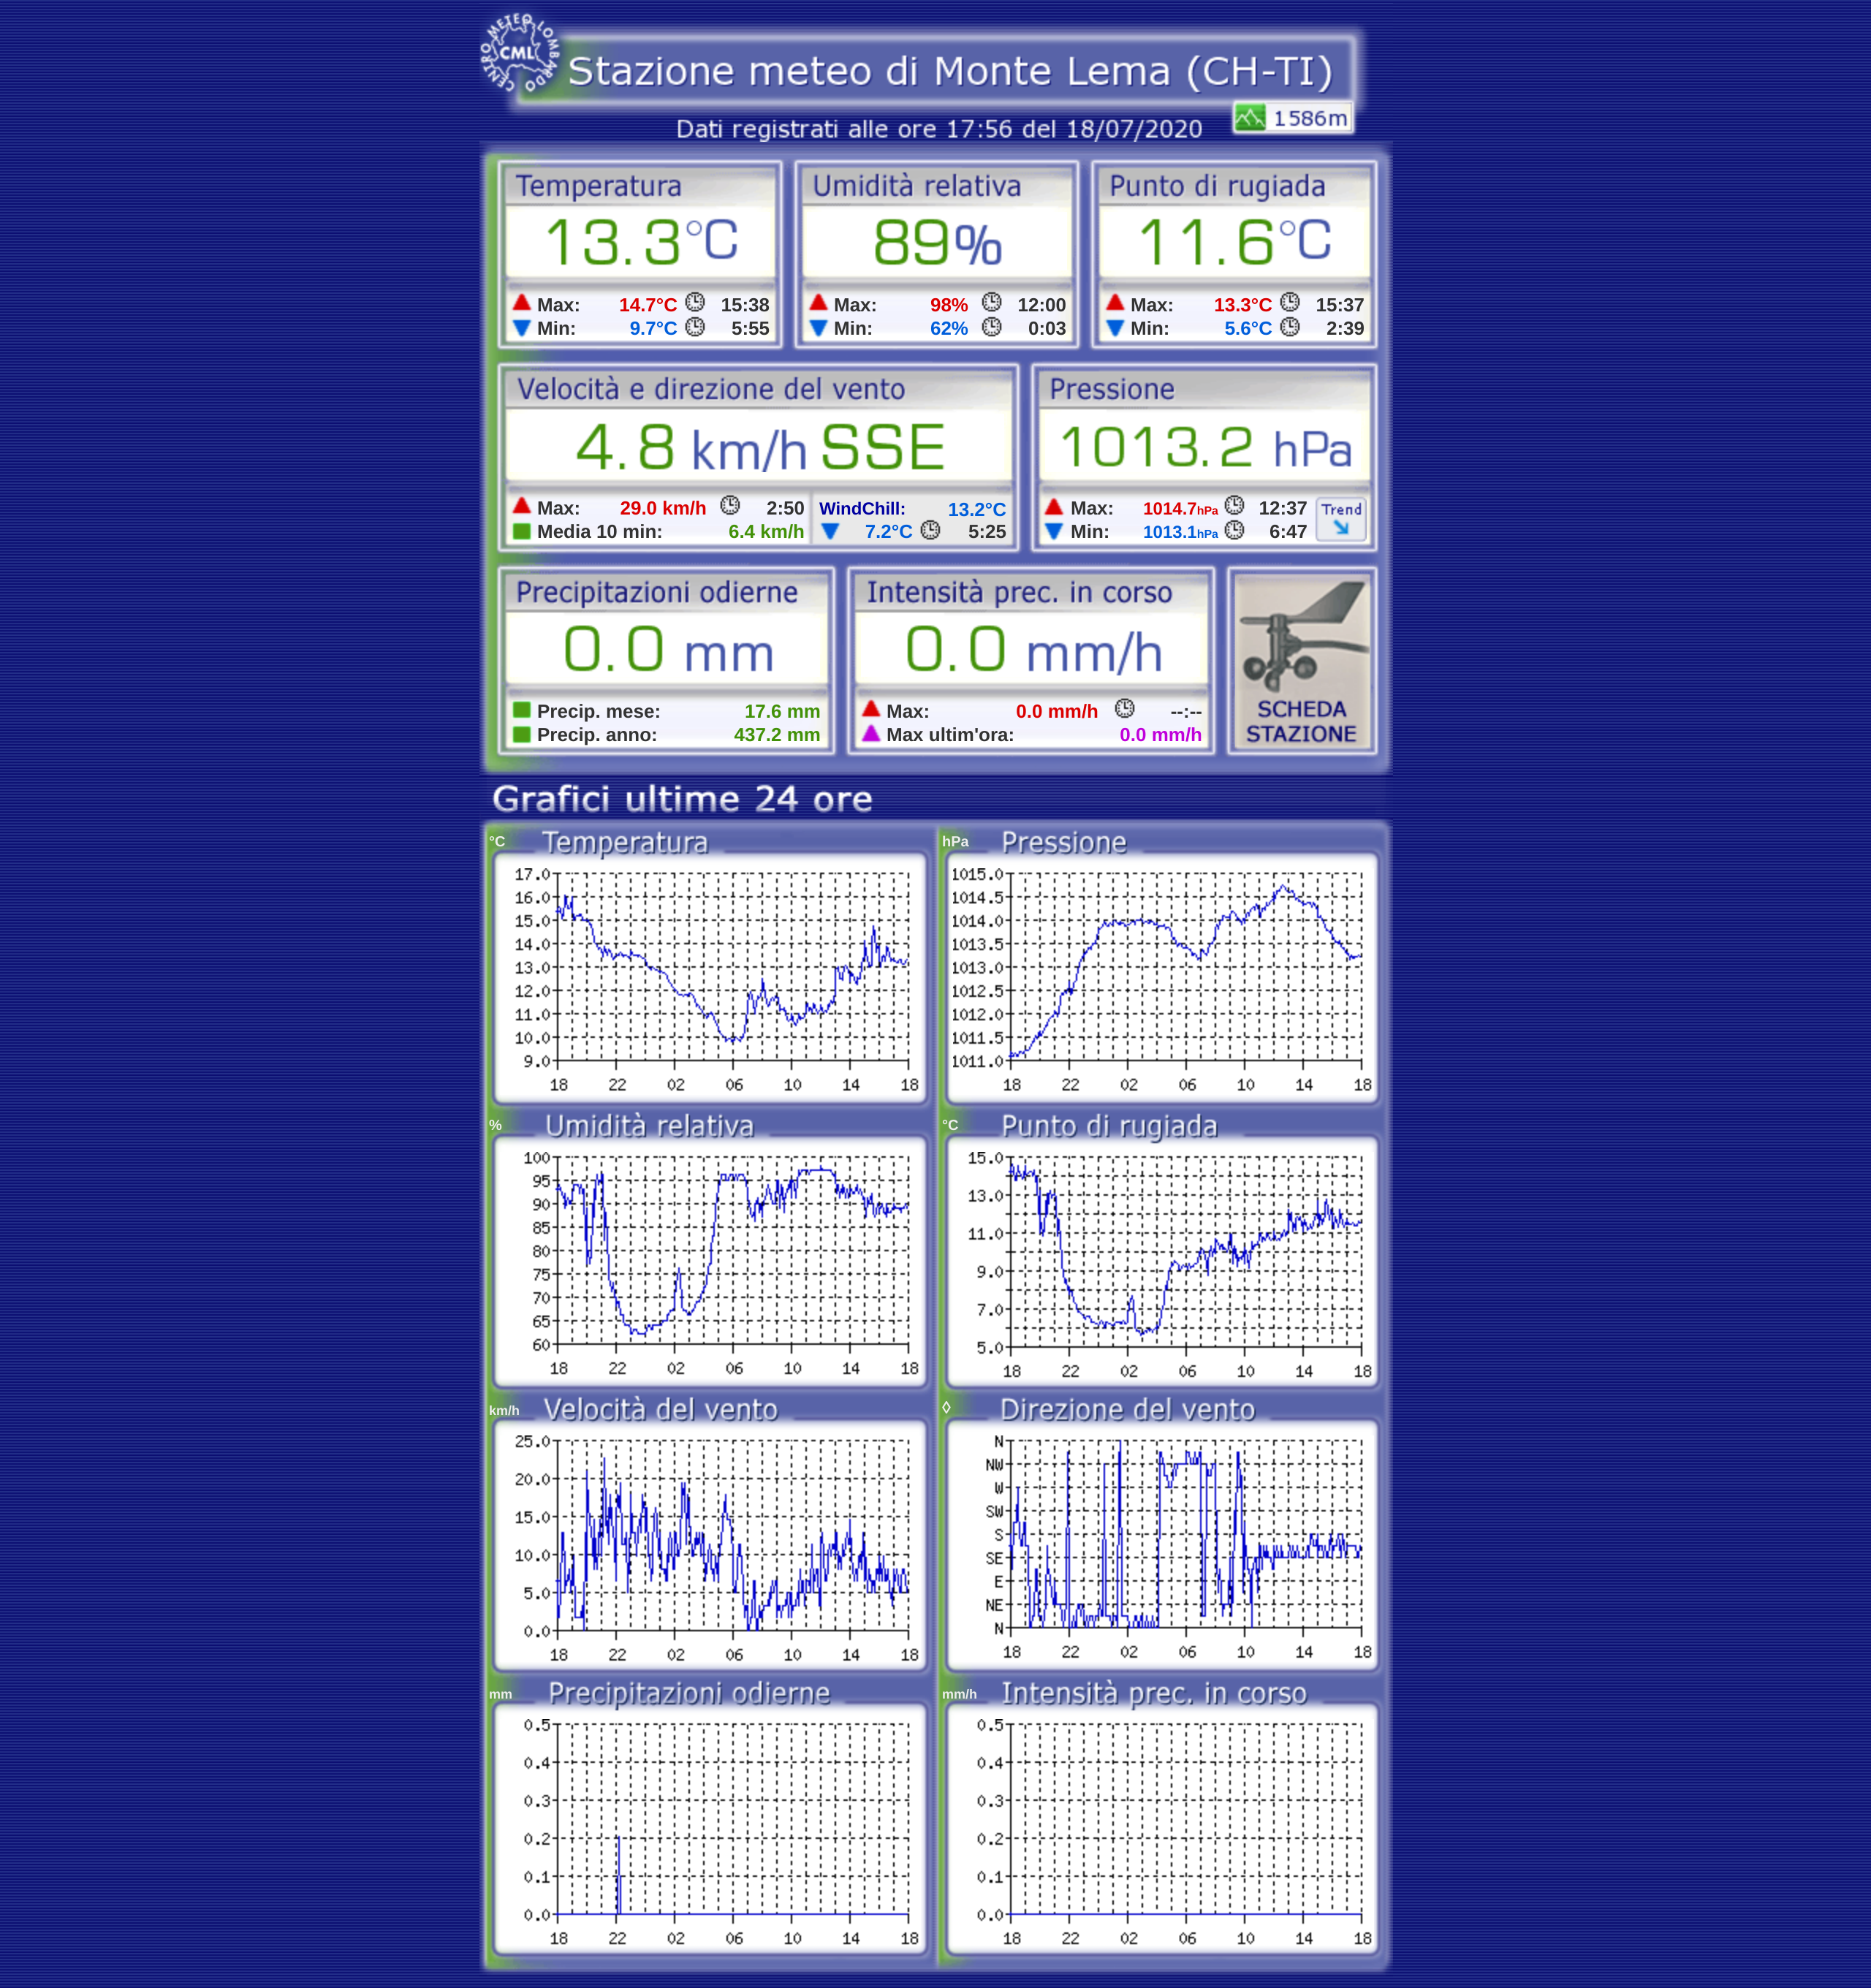 CENTRO METEO LOMBARDO
CML
Stazione meteo di Monte Lema (CH-TI)
1586m
Dati registrati alle ore 17:56 del 18/07/2020
Temperatura
13.3°C
Max: 14.7°C 15:38
Min: 9.7°C 5:55
Umidità relativa
89%
Max: 98% 12:00
Min: 62% 0:03
Punto di rugiada
11.6°C
Max: 13.3°C 15:37
Min: 5.6°C 2:39
Velocità e direzione del vento
4.8 km/h SSE
Max: 29.0 km/h 2:50
Media 10 min: 6.4 km/h
WindChill: 13.2°C
7.2°C 5:25
Pressione
1013.2 hPa
Max: 1014.7hPa 12:37
Min: 1013.1hPa 6:47
Trend
Precipitazioni odierne
0.0 mm
Precip. mese: 17.6 mm
Precip. anno: 437.2 mm
Intensità prec. in corso
0.0 mm/h
Max: 0.0 mm/h --:--
Max ultim'ora: 0.0 mm/h
SCHEDA
STAZIONE
Grafici ultime 24 ore
°C Temperatura
17.0
16.0
15.0
14.0
13.0
12.0
11.0
10.0
9.0
18 22 02 06 10 14 18
hPa Pressione
1015.0
1014.5
1014.0
1013.5
1013.0
1012.5
1012.0
1011.5
1011.0
18 22 02 06 10 14 18
% Umidità relativa
100
95
90
85
80
75
70
65
60
18 22 02 06 10 14 18
°C Punto di rugiada
15.0
13.0
11.0
9.0
7.0
5.0
18 22 02 06 10 14 18
km/h Velocità del vento
25.0
20.0
15.0
10.0
5.0
0.0
18 22 02 06 10 14 18
◊ Direzione del vento
N
NW
W
SW
S
SE
E
NE
N
18 22 02 06 10 14 18
mm Precipitazioni odierne
0.5
0.4
0.3
0.2
0.1
0.0
18 22 02 06 10 14 18
mm/h Intensità prec. in corso
0.5
0.4
0.3
0.2
0.1
0.0
18 22 02 06 10 14 18